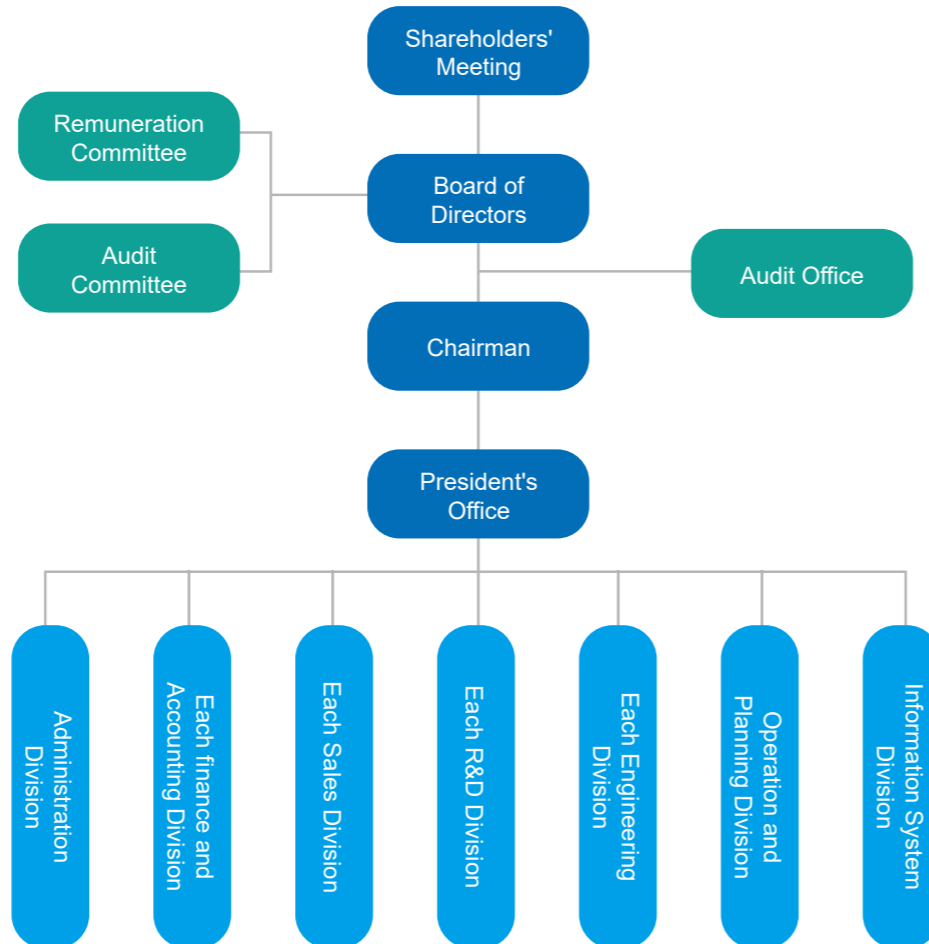 Shareholders'
Meeting
Remuneration
Committee
Board of
Directors
Audit
Committee
Audit Office
Chairman
President's
Office
Administration
Division
Each finance and
Accounting Division
Each Sales Division
Each R&D Division
Each Engineering
Division
Operation and
Planning Division
Information System
Division